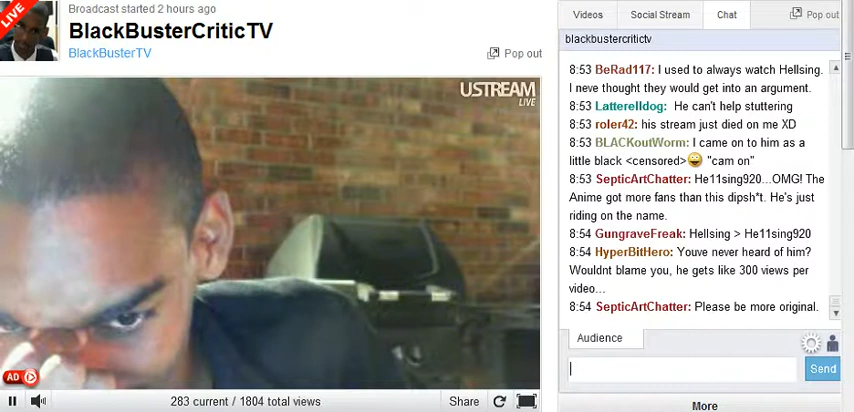 LIVE
Broadcast started 2 hours ago
BlackBusterCriticTV
BlackBusterTV
Pop out
USTREAM
LIVE
AD
283 current / 1804 total views
Share
Videos
Social Stream
Chat
Pop out
blackbustercritictv
8:53 BeRad117: I used to always watch Hellsing.
I neve thought they would get into an argument.
8:53 LatterelIdog: He can't help stuttering
8:53 roler42: his stream just died on me XD
8:53 BLACKoutWorm: I came on to him as a
little black <censored> "cam on"
8:53 SepticArtChatter: He11sing920...OMG! The
Anime got more fans than this dipsh*t. He's just
riding on the name.
8:54 GungraveFreak: Hellsing > He11sing920
8:54 HyperBitHero: Youve never heard of him?
Wouldnt blame you, he gets like 300 views per
video...
8:54 SepticArtChatter: Please be more original.
Audience
Send
More